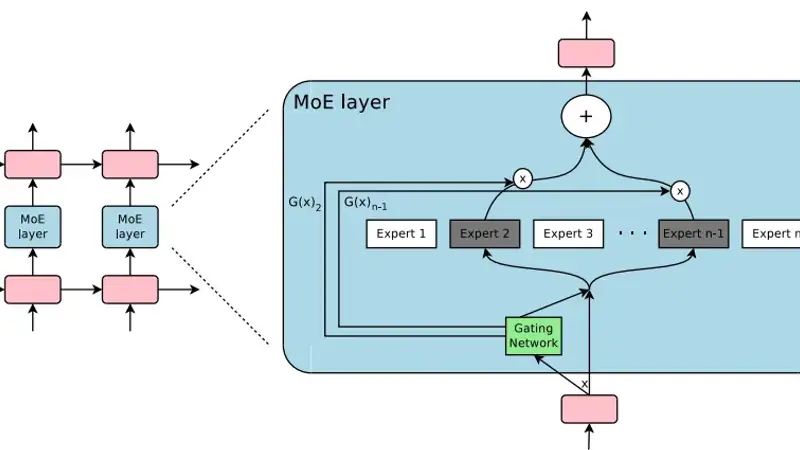 MoE layer
+
x
x
G(x)2
G(x)n-1
Expert 1
Expert 2
Expert 3
. . .
Expert n-1
Expert n
MoE
layer
MoE
layer
Gating
Network
x